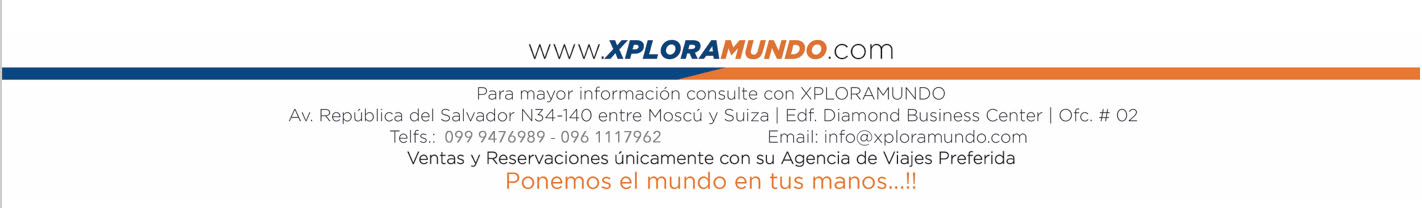 www.XPLORAMUNDO.com
Para mayor información consulte con XPLORAMUNDO
Av. República del Salvador N34-140 entre Moscú y Suiza | Edf. Diamond Business Center | Ofc. # 02
Telfs.: 099 9476989 - 096 1117962 Email: info@xploramundo.com
Ventas y Reservaciones únicamente con su Agencia de Viajes Preferida
Ponemos el mundo en tus manos...!!